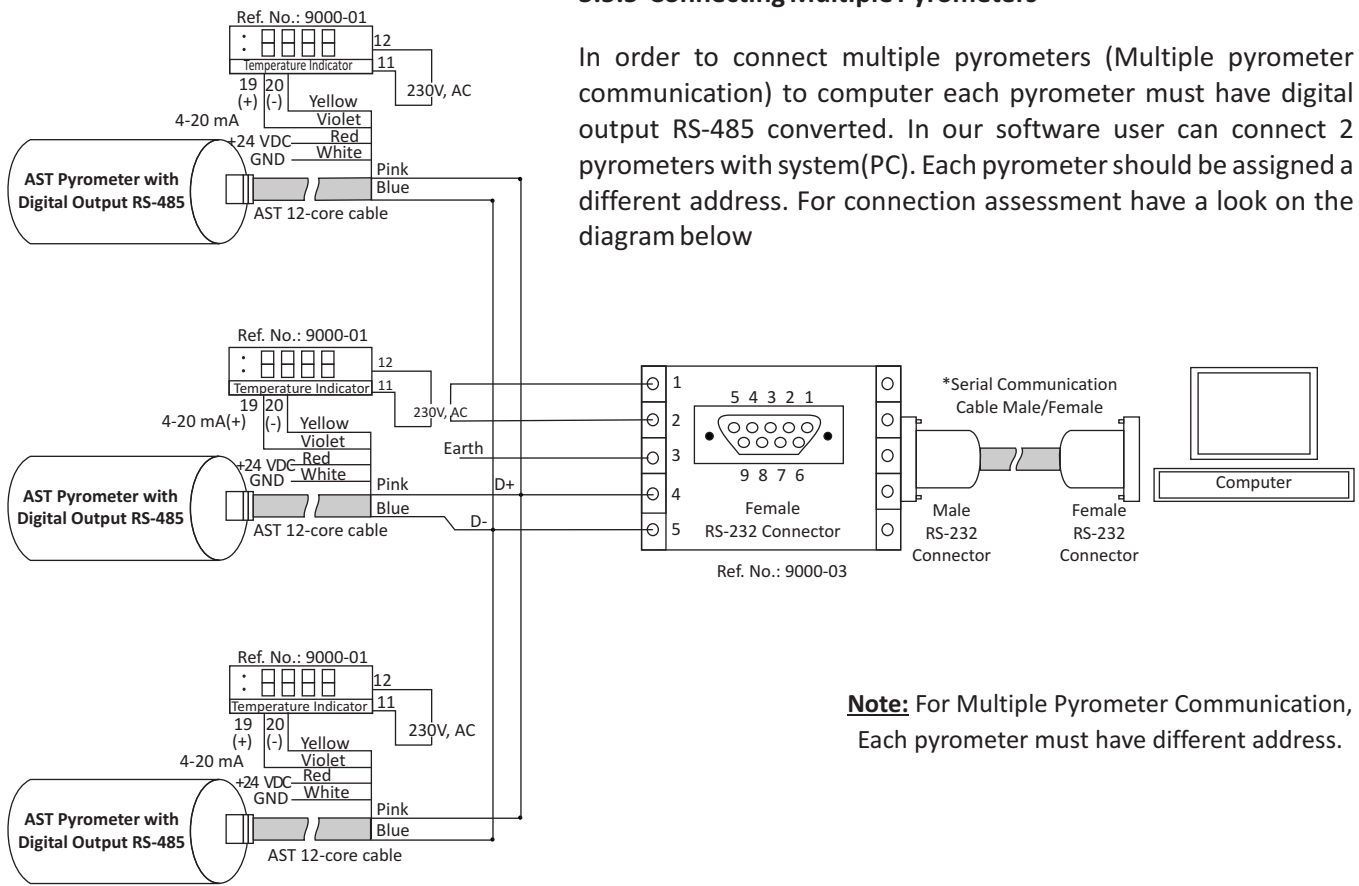 Connecting Multiple Pyrometers
In order to connect multiple pyrometers (Multiple pyrometer
communication) to computer each pyrometer must have digital
output RS-485 converted. In our software user can connect 2
pyrometers with system(PC). Each pyrometer should be assigned a
different address. For connection assessment have a look on the
diagram below
Ref. No.: 9000-01
12
Temperature Indicator
11
19 20
(+) (-)
230V, AC
Yellow
4-20 mA
Violet
+24 VDC
Red
GND
White
Pink
AST Pyrometer with
Digital Output RS-485
Blue
AST 12-core cable
Ref. No.: 9000-01
12
Temperature Indicator
11
19 20
4-20 mA(+) (-)
230V, AC
Yellow
Violet
+24 VDC
Red
GND
White
Pink
AST Pyrometer with
Digital Output RS-485
Blue
AST 12-core cable
D+
D-
Earth
1
2
3
4
5
5 4 3 2 1
9 8 7 6
Female
RS-232 Connector
Ref. No.: 9000-03
*Serial Communication
Cable Male/Female
Male
RS-232
Connector
Female
RS-232
Connector
Computer
Ref. No.: 9000-01
12
Temperature Indicator
11
19 20
(+) (-)
230V, AC
Yellow
4-20 mA
Violet
+24 VDC
Red
GND
White
Pink
AST Pyrometer with
Digital Output RS-485
Blue
AST 12-core cable
Note: For Multiple Pyrometer Communication,
Each pyrometer must have different address.